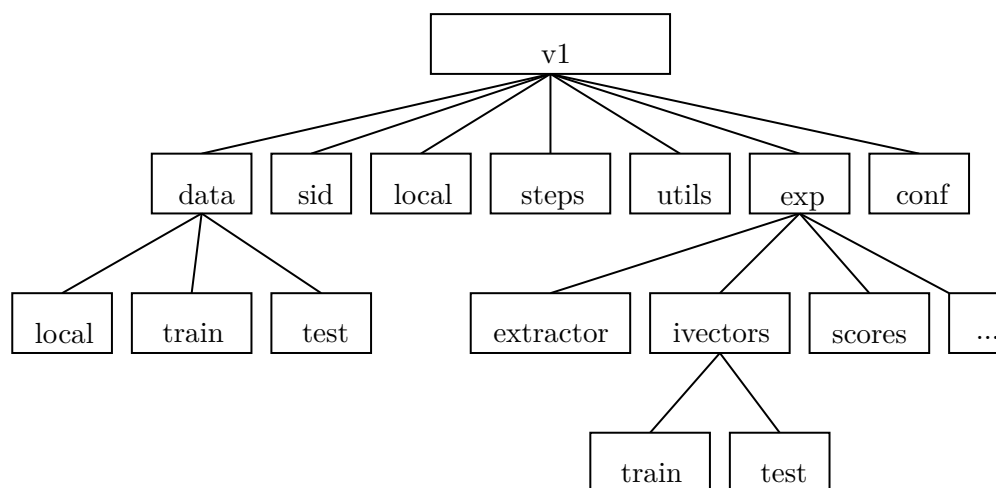 v1
data sid local steps utils exp conf
local train test extractor ivectors scores ...
train test